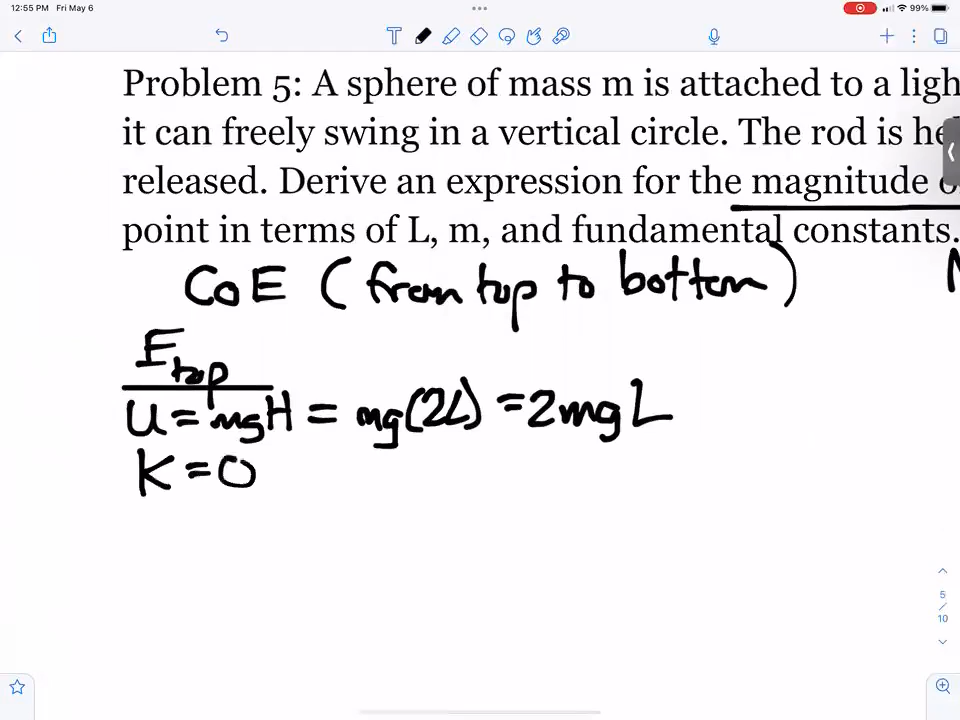 12:55 PM Fri May 6
99%
Problem 5: A sphere of mass m is attached to a ligh
it can freely swing in a vertical circle. The rod is he
released. Derive an expression for the magnitude o
point in terms of L, m, and fundamental constants.
COE (from top to bottom)
E top
U = mgH = mg(2L) = 2mgL
K = 0
5
/
10